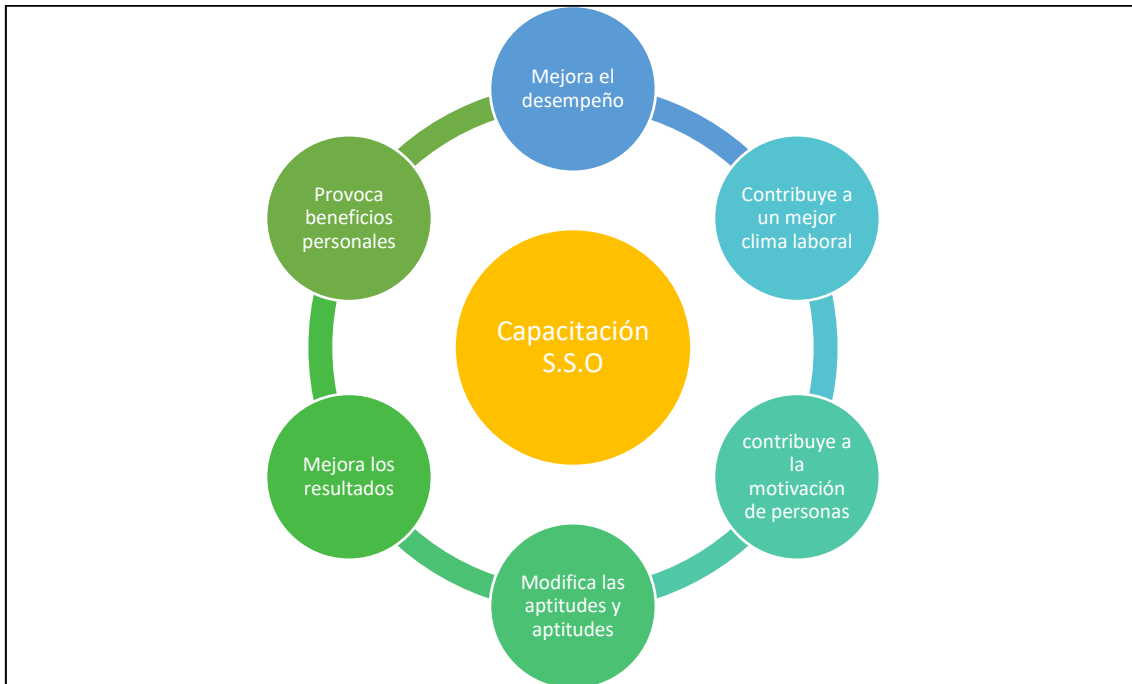 Mejora el
desempeño
Contribuye a
un mejor
clima laboral
contribuye a
la
motivación
de personas
Modifica las
aptitudes y
aptitudes
Mejora los
resultados
Provoca
beneficios
personales
Capacitación
S.S.O